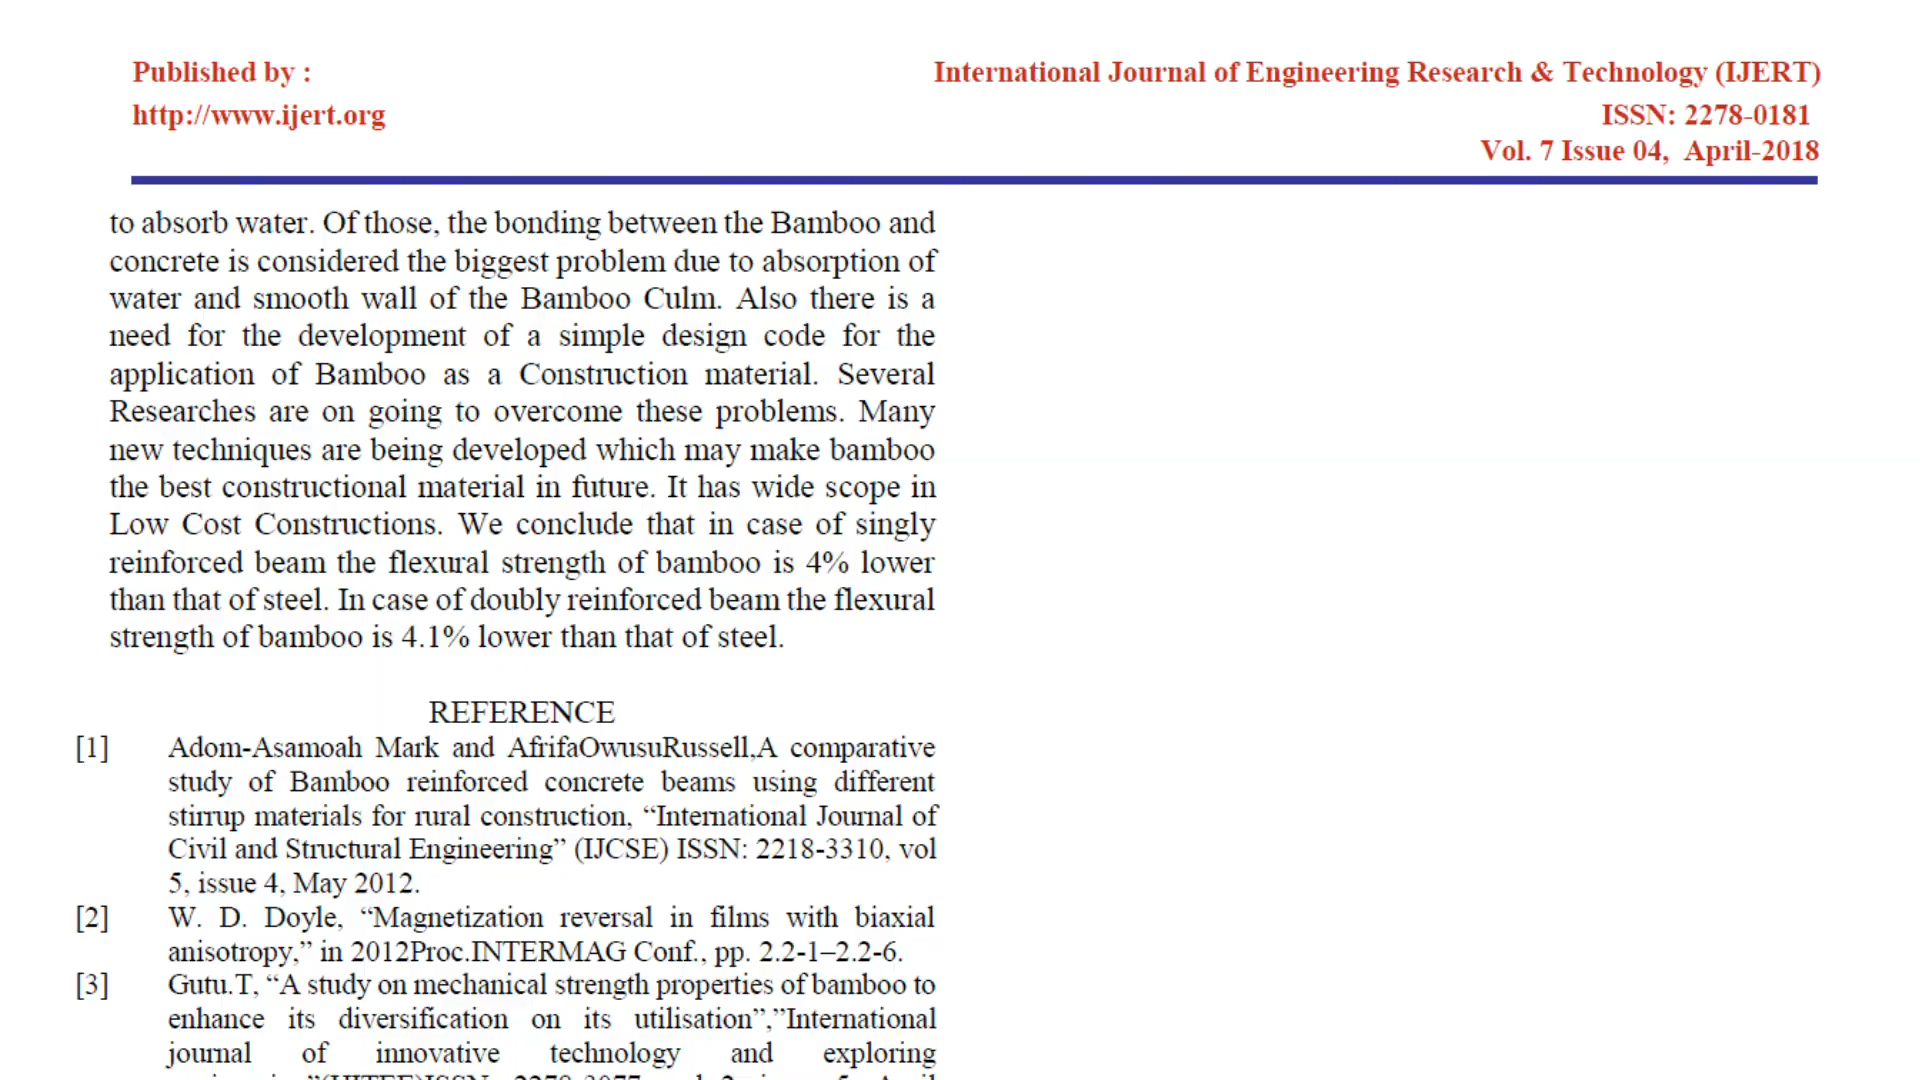 Published by :
http://www.ijert.org
International Journal of Engineering Research & Technology (IJERT)
ISSN: 2278-0181
Vol. 7 Issue 04, April-2018
to absorb water. Of those, the bonding between the Bamboo and
concrete is considered the biggest problem due to absorption of
water and smooth wall of the Bamboo Culm. Also there is a
need for the development of a simple design code for the
application of Bamboo as a Construction material. Several
Researches are on going to overcome these problems. Many
new techniques are being developed which may make bamboo
the best constructional material in future. It has wide scope in
Low Cost Constructions. We conclude that in case of singly
reinforced beam the flexural strength of bamboo is 4% lower
than that of steel. In case of doubly reinforced beam the flexural
strength of bamboo is 4.1% lower than that of steel.
REFERENCE
[1] Adom-Asamoah Mark and AfrifaOwusuRussell,A comparative
study of Bamboo reinforced concrete beams using different
stirrup materials for rural construction, “International Journal of
Civil and Structural Engineering” (IJCSE) ISSN: 2218-3310, vol
5, issue 4, May 2012.
[2] W. D. Doyle, “Magnetization reversal in films with biaxial
anisotropy,” in 2012Proc.INTERMAG Conf., pp. 2.2-1–2.2-6.
[3] Gutu.T, “A study on mechanical strength properties of bamboo to
enhance its diversification on its utilisation”,”International
journal of innovative technology and exploring